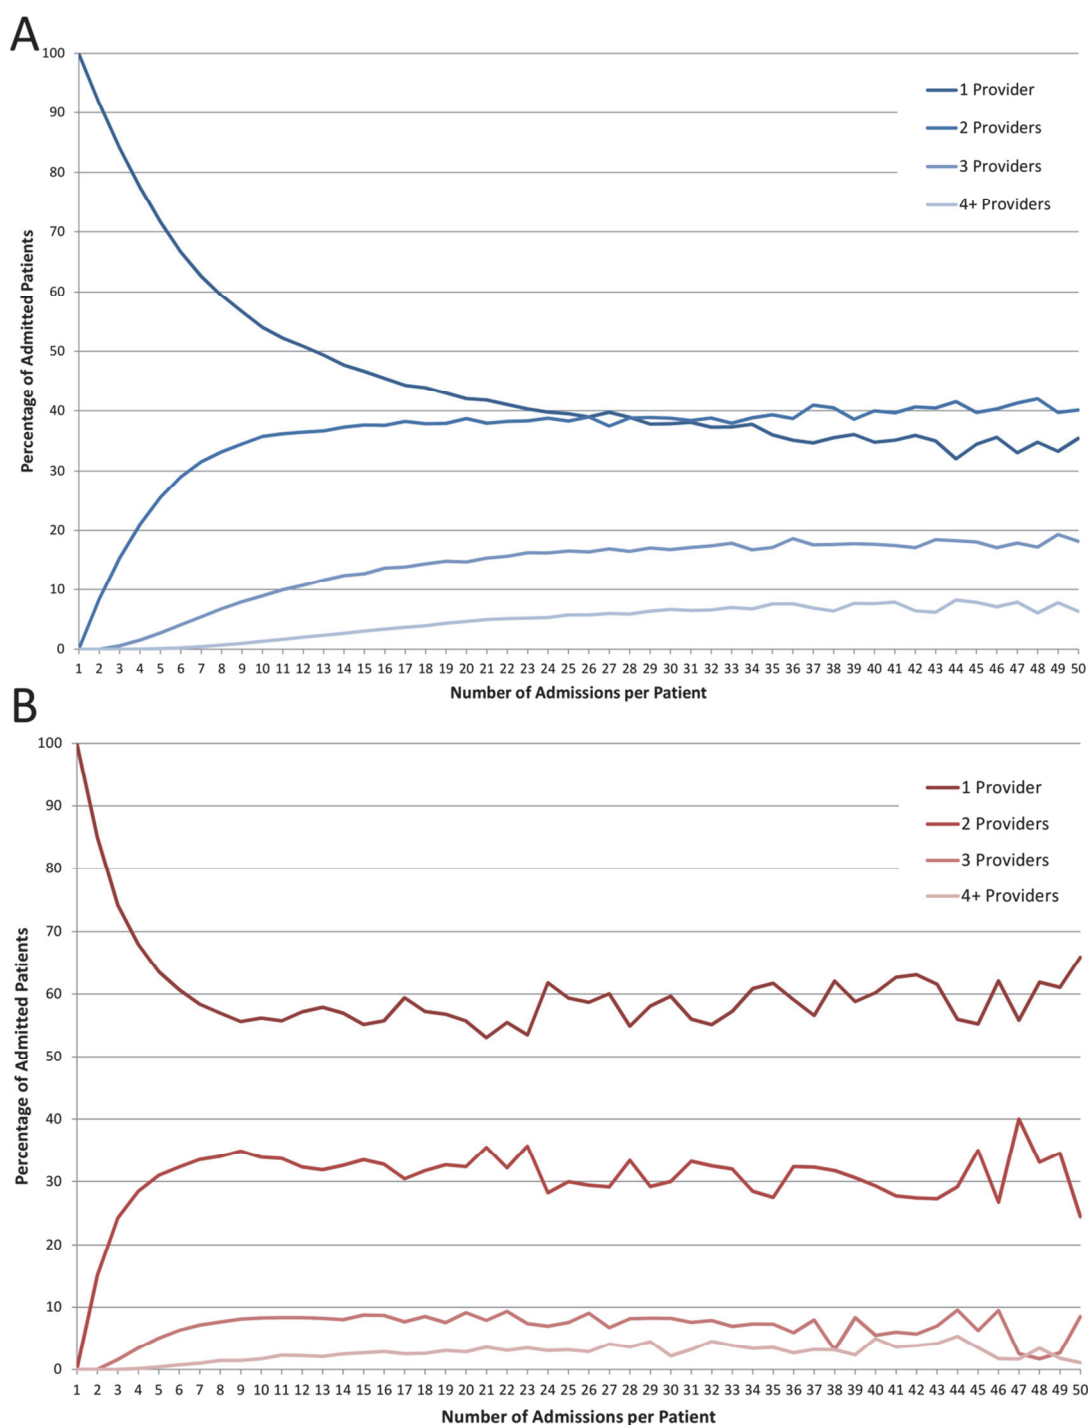 A
100
90
80
70
60
50
40
30
20
10
0
Percentage of Admitted Patients
1 Provider
2 Providers
3 Providers
4+ Providers
1 2 3 4 5 6 7 8 9 10 11 12 13 14 15 16 17 18 19 20 21 22 23 24 25 26 27 28 29 30 31 32 33 34 35 36 37 38 39 40 41 42 43 44 45 46 47 48 49 50
Number of Admissions per Patient
B
100
90
80
70
60
50
40
30
20
10
0
Percentage of Admitted Patients
1 Provider
2 Providers
3 Providers
4+ Providers
1 2 3 4 5 6 7 8 9 10 11 12 13 14 15 16 17 18 19 20 21 22 23 24 25 26 27 28 29 30 31 32 33 34 35 36 37 38 39 40 41 42 43 44 45 46 47 48 49 50
Number of Admissions per Patient